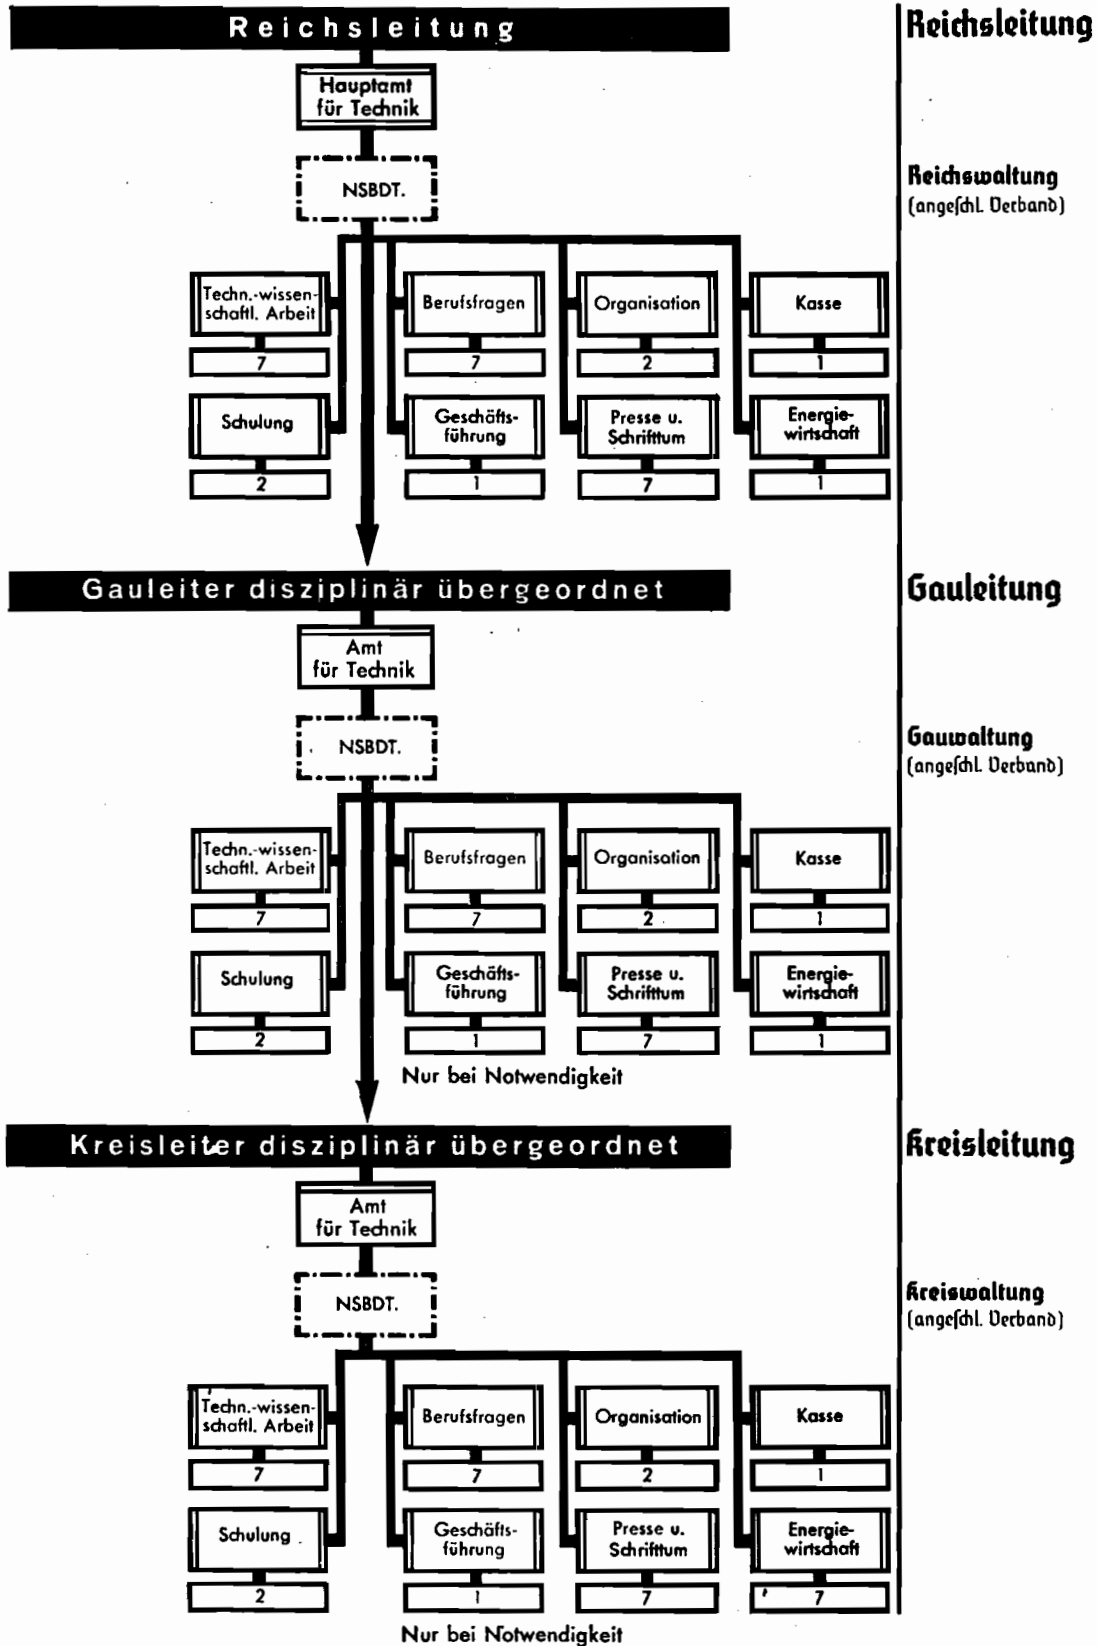 Reichsleitung
Reichsleitung
Hauptamt
für Technik
NSBDT.
Reichswaltung
(angeschl. Verband)
Techn.-wissen-
schaftl. Arbeit
7
Berufsfragen
7
Organisation
2
Kasse
1
Schulung
2
Geschäfts-
führung
1
Presse u.
Schrifttum
7
Energie-
wirtschaft
1
Gauleiter disziplinär übergeordnet
Gauleitung
Amt
für Technik
NSBDT.
Gauwaltung
(angeschl. Verband)
Techn.-wissen-
schaftl. Arbeit
7
Berufsfragen
7
Organisation
2
Kasse
1
Schulung
2
Geschäfts-
führung
1
Presse u.
Schrifttum
7
Energie-
wirtschaft
1
Nur bei Notwendigkeit
Kreisleiter disziplinär übergeordnet
Kreisleitung
Amt
für Technik
NSBDT.
Kreiswaltung
(angeschl. Verband)
Techn.-wissen-
schaftl. Arbeit
7
Berufsfragen
7
Organisation
2
Kasse
1
Schulung
2
Geschäfts-
führung
1
Presse u.
Schrifttum
7
Energie-
wirtschaft
7
Nur bei Notwendigkeit